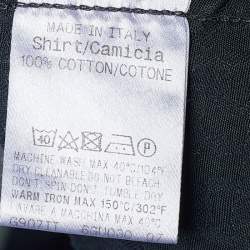 MADE IN ITALY
Shirt/Camicia
100% COTTON/COTONE
40
MACHINE WASH MAX 40°C/104°F
DRY CLEANABLE DO NOT BLEACH
DON'T SPIN DON'T TUMBLE DRY
WARM IRON MAX 150°C/302°F
LAVARE A MACCHINA MAX 40°C